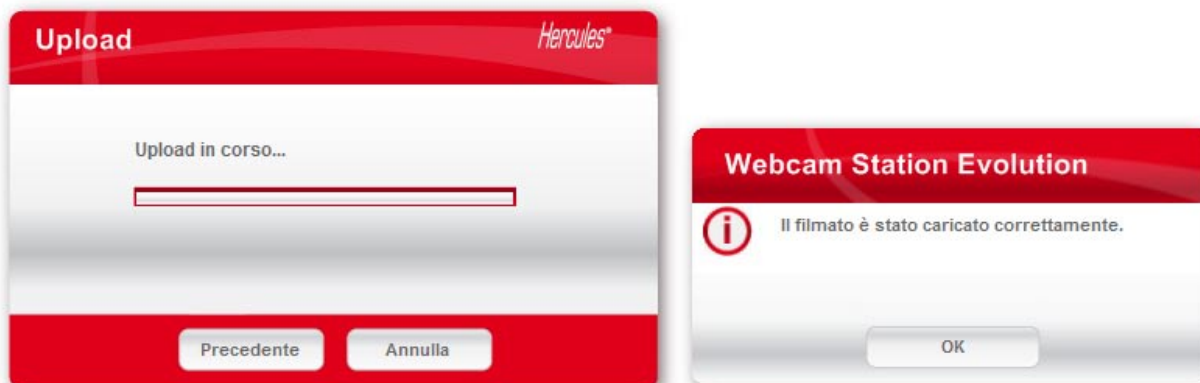 Upload
Hercules®
Upload in corso...
Precedente
Annulla
Webcam Station Evolution
Il filmato è stato caricato correttamente.
OK